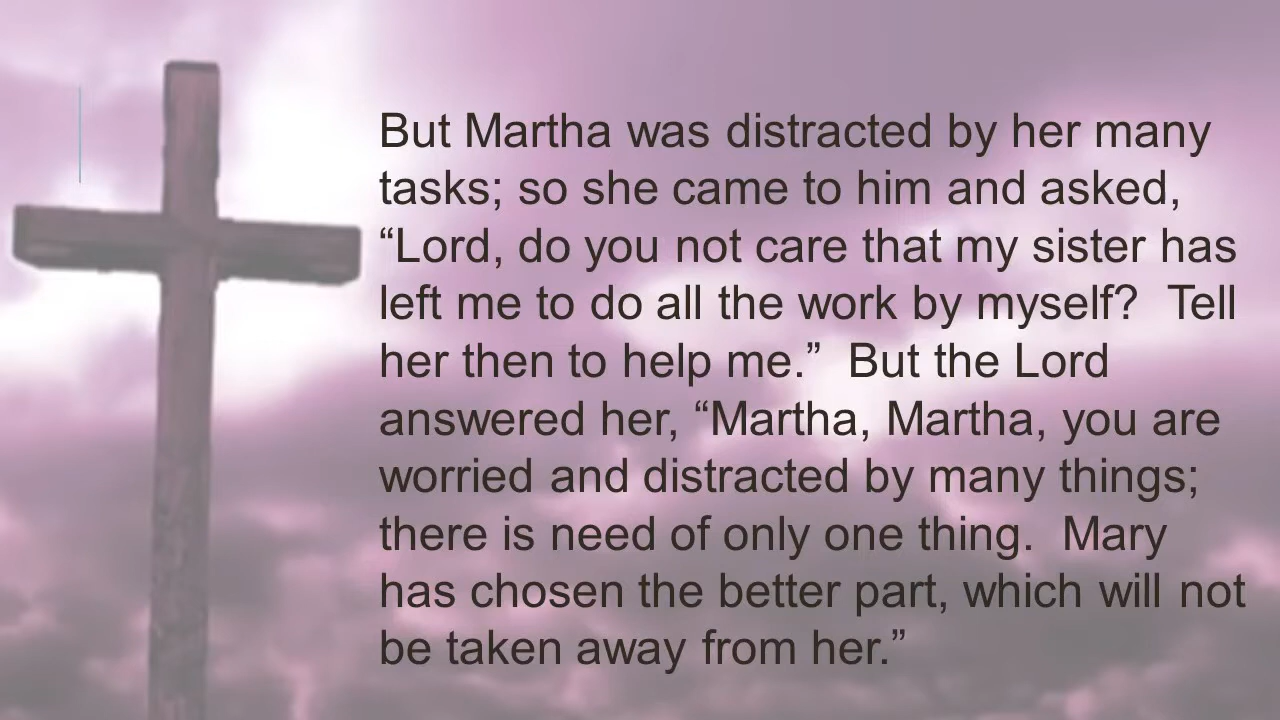 But Martha was distracted by her many
tasks; so she came to him and asked,
“Lord, do you not care that my sister has
left me to do all the work by myself?  Tell
her then to help me.”  But the Lord
answered her, “Martha, Martha, you are
worried and distracted by many things;
there is need of only one thing.  Mary
has chosen the better part, which will not
be taken away from her.”